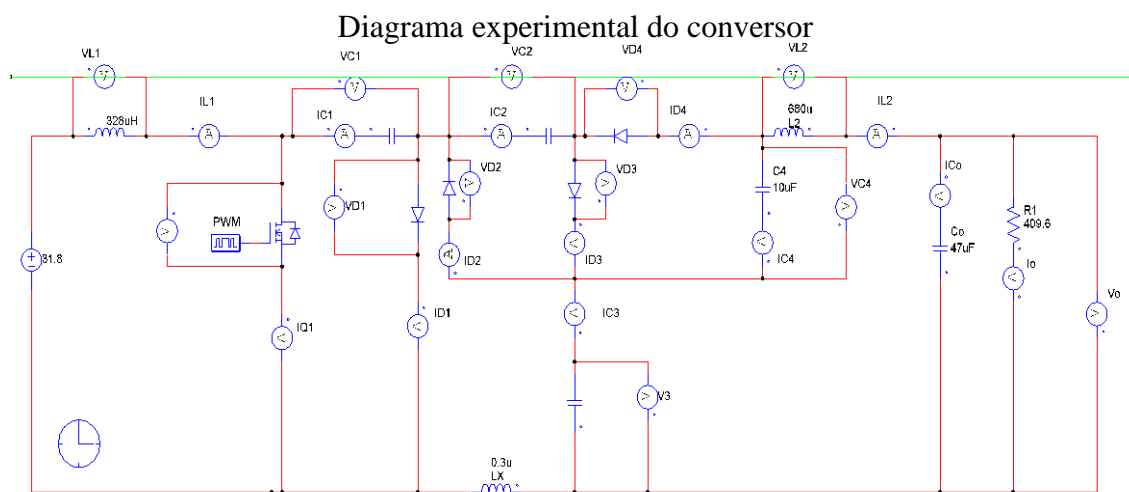 Diagrama experimental do conversor
VL1
VC1
VC2
VD4
VL2
328uH
IL1
IC1
IC2
ID4
680u
L2
IL2
VD1
VD2
VD3
C4
10uF
VC4
ICo
Co
47uF
R1
409.6
PWM
31.8
ID2
ID3
IC4
Io
Vo
IQ1
ID1
IC3
V3
0.3u
LX